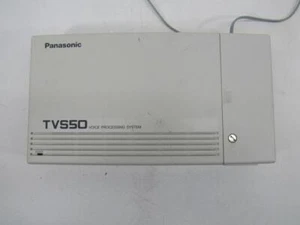 Panasonic
TVS50 VOICE PROCESSING SYSTEM